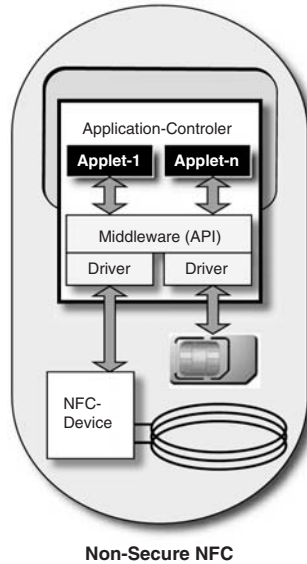 Application-Controler
Applet-1 Applet-n
Middleware (API)
Driver Driver
NFC-
Device
Non-Secure NFC